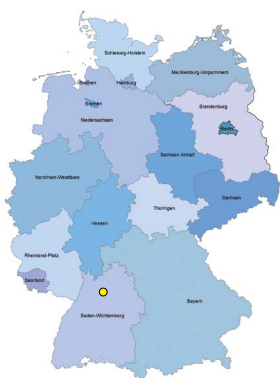 Schleswig-Holstein
Mecklenburg-Vorpommern
Bremen
Hamburg
Bremen
Niedersachsen
Brandenburg
Berlin
Sachsen-Anhalt
Nordrhein-Westfalen
Sachsen
Hessen
Thüringen
Rheinland-Pfalz
Saarland
Bayern
Baden-Württemberg